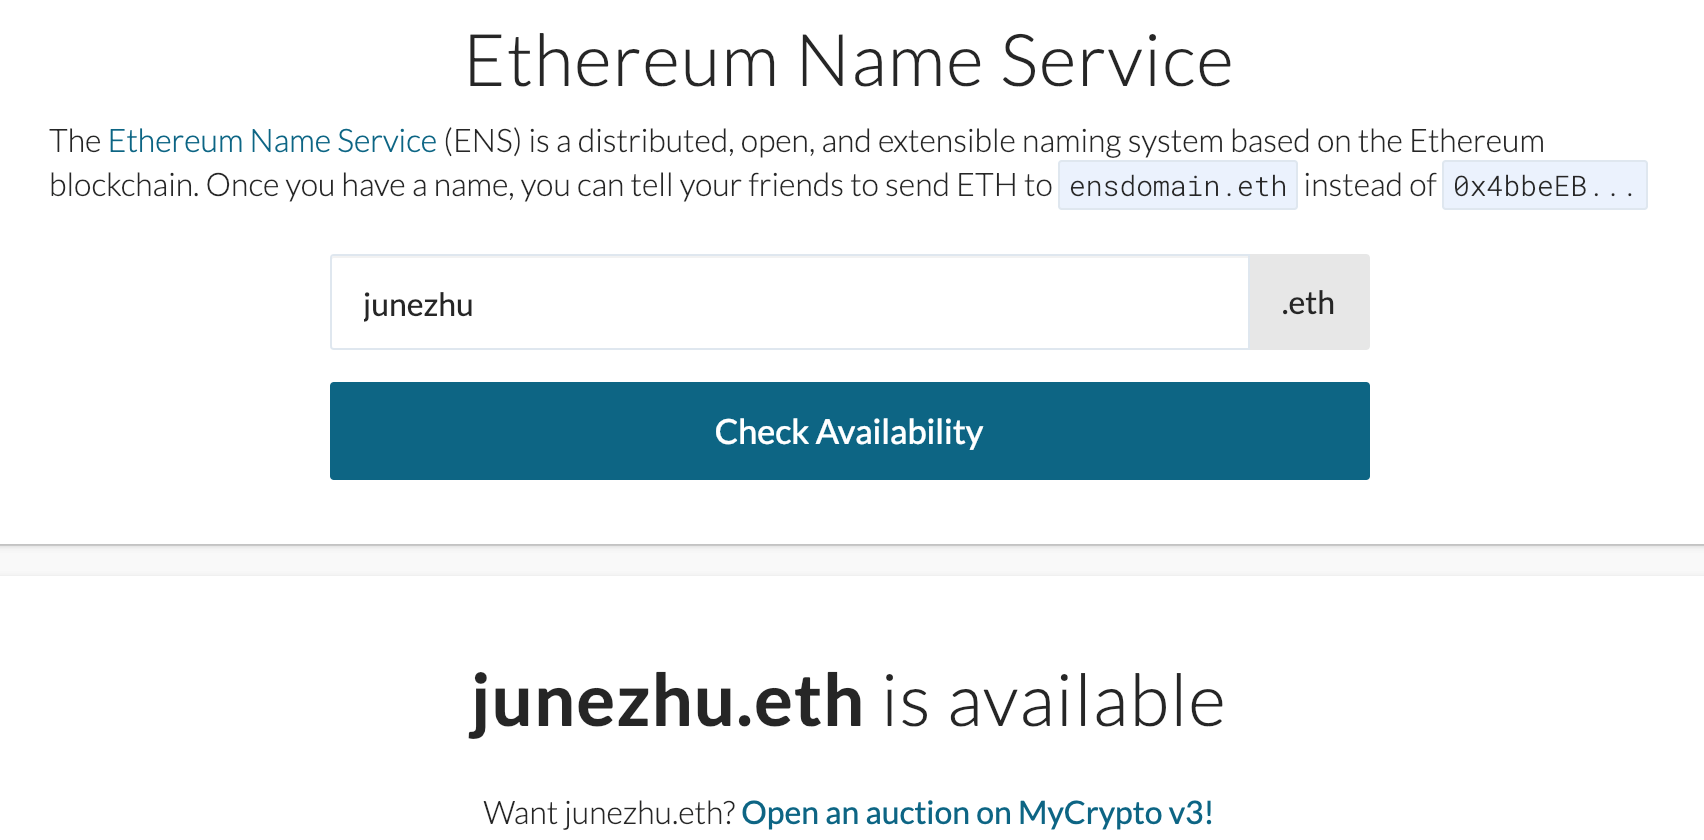 Ethereum Name Service
The Ethereum Name Service (ENS) is a distributed, open, and extensible naming system based on the Ethereum
blockchain. Once you have a name, you can tell your friends to send ETH to ensdomain.eth instead of 0x4bbeEB...
junezhu .eth
Check Availability
junezhu.eth is available
Want junezhu.eth? Open an auction on MyCrypto v3!